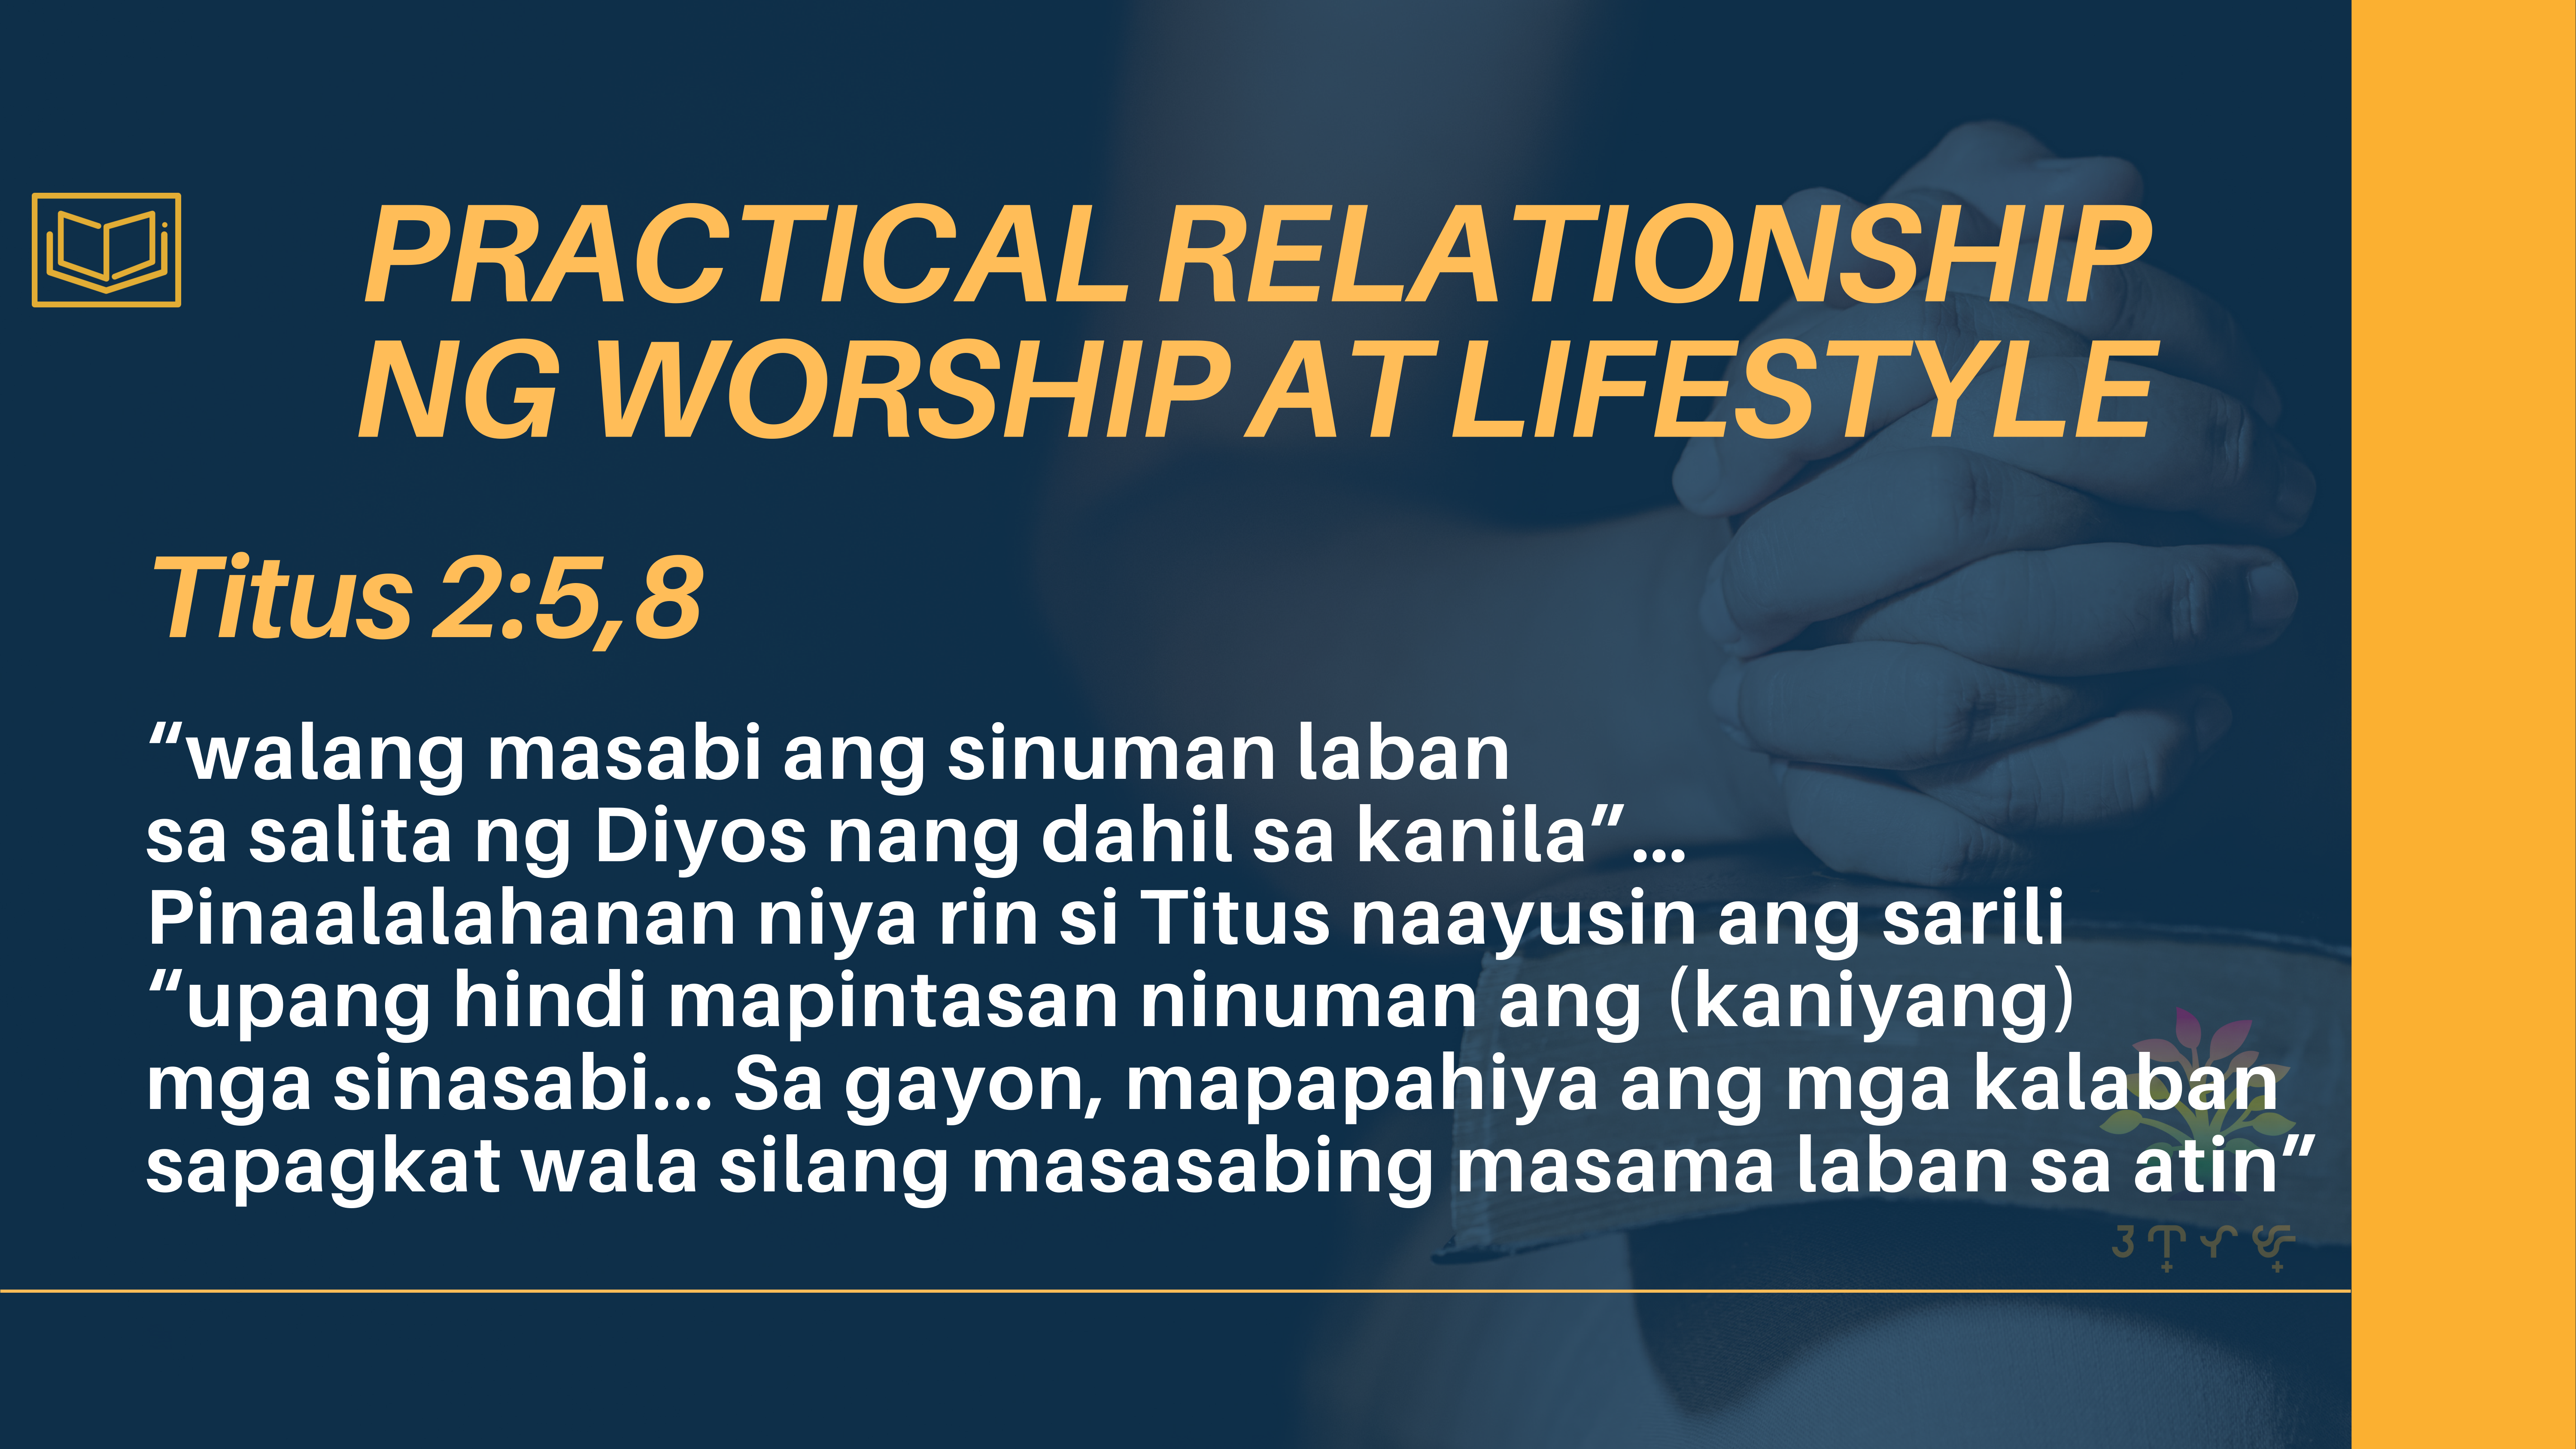 PRACTICAL RELATIONSHIP
NG WORSHIP AT LIFESTYLE
Titus 2:5,8
“walang masabi ang sinuman laban
sa salita ng Diyos nang dahil sa kanila”...
Pinaalalahanan niya rin si Titus naayusin ang sarili
“upang hindi mapintasan ninuman ang (kaniyang)
mga sinasabi... Sa gayon, mapapahiya ang mga kalaban
sapagkat wala silang masasabing masama laban sa atin”